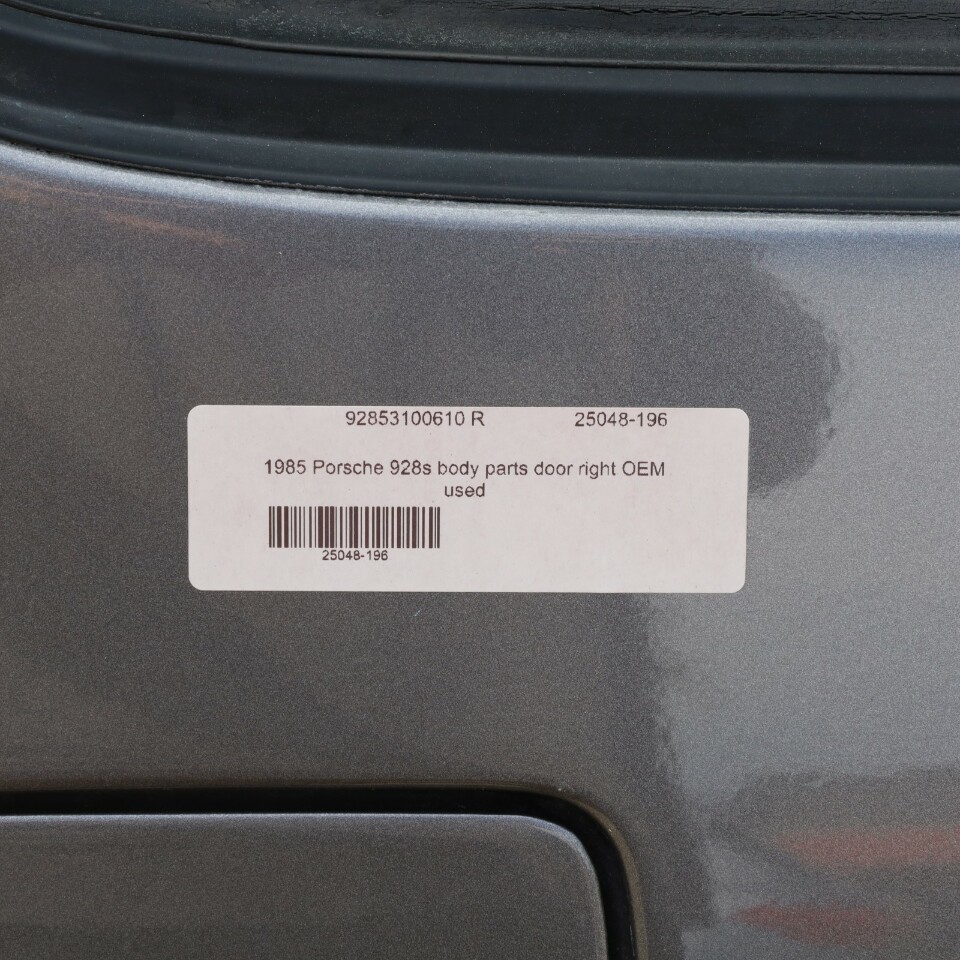 92853100610 R 25048-196
1985 Porsche 928s body parts door right OEM
used
25048-196